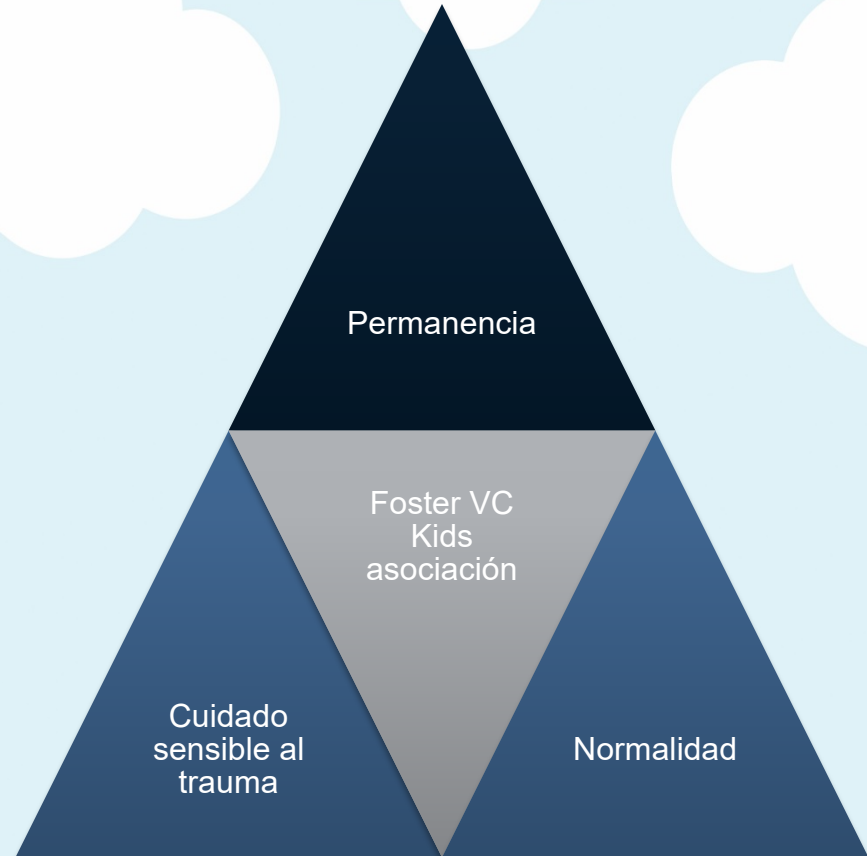 Permanencia
Foster VC
Kids
asociación
Cuidado
sensible al
trauma
Normalidad